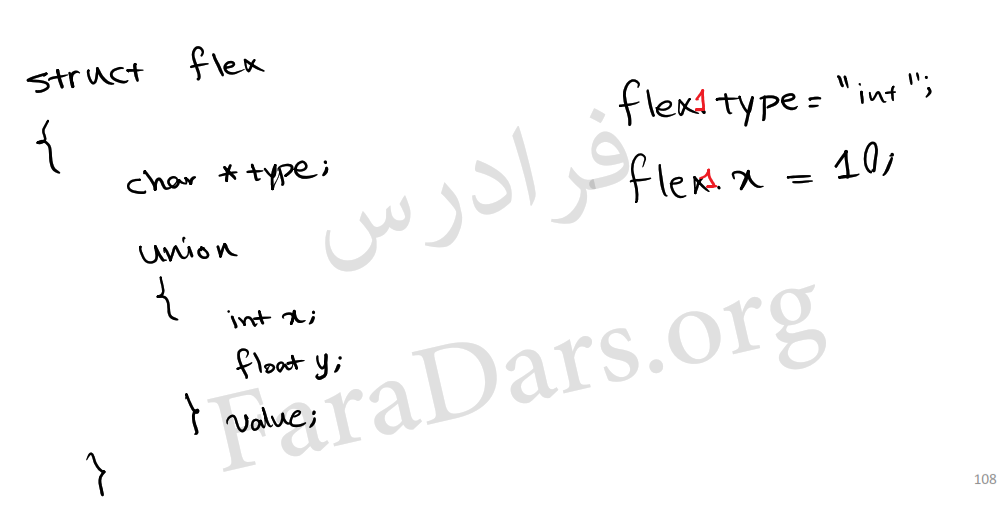 struct flex
{
char * type;
union
{
int x;
float y;
} value;
}
flex1.type = "int";
flex1.x = 10;
فرادرس
FaraDars.org
108